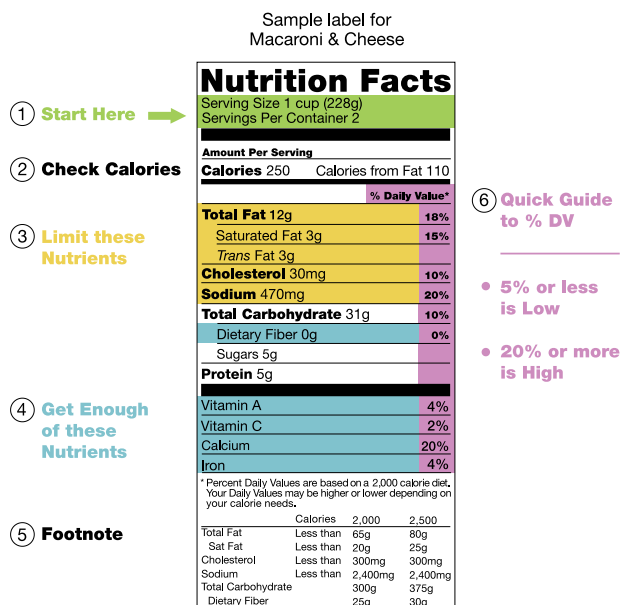 Sample label for
Macaroni & Cheese
Nutrition Facts
① Start Here
Serving Size 1 cup (228g)
Servings Per Container 2
Amount Per Serving
② Check Calories
Calories 250 Calories from Fat 110
% Daily Value*
③ Limit these
Nutrients
Total Fat 12g 18%
Saturated Fat 3g 15%
Trans Fat 3g
Cholesterol 30mg 10%
Sodium 470mg 20%
Total Carbohydrate 31g 10%
Dietary Fiber 0g 0%
Sugars 5g
Protein 5g
④ Get Enough
of these
Nutrients
Vitamin A 4%
Vitamin C 2%
Calcium 20%
Iron 4%
⑤ Footnote
* Percent Daily Values are based on a 2,000 calorie diet.
Your Daily Values may be higher or lower depending on
your calorie needs.
Calories 2,000 2,500
Total Fat Less than 65g 80g
Sat Fat Less than 20g 25g
Cholesterol Less than 300mg 300mg
Sodium Less than 2,400mg 2,400mg
Total Carbohydrate 300g 375g
Dietary Fiber 25g 30g
⑥ Quick Guide
to % DV
• 5% or less
is Low
• 20% or more
is High